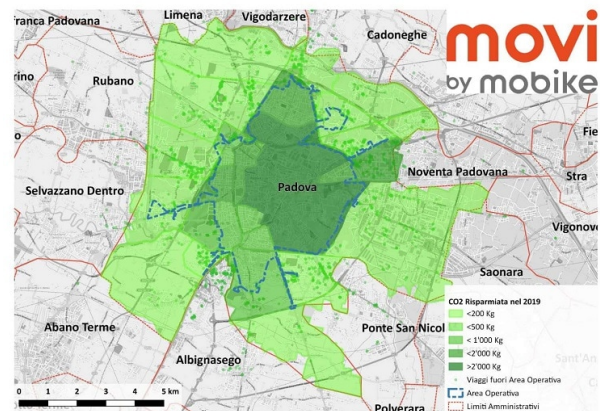 Limena
Vigodarzere
franca Padovana
Cadoneghe
movi
by mobike
Rubano
Selvazzano Dentro
Padova
Noventa Padovana
Stra
Vigonov
Saonara
Abano Terme
Ponte San Nicol
Albignasego
Polverara
CO2 Risparmiata nel 2019
<200 Kg
<500 Kg
< 1'000 Kg
<2'000 Kg
>2'000 Kg
Viaggi fuori Area Operativa
Area Operativa
Limiti Amministrativi
0 1 2 3 4 5 km